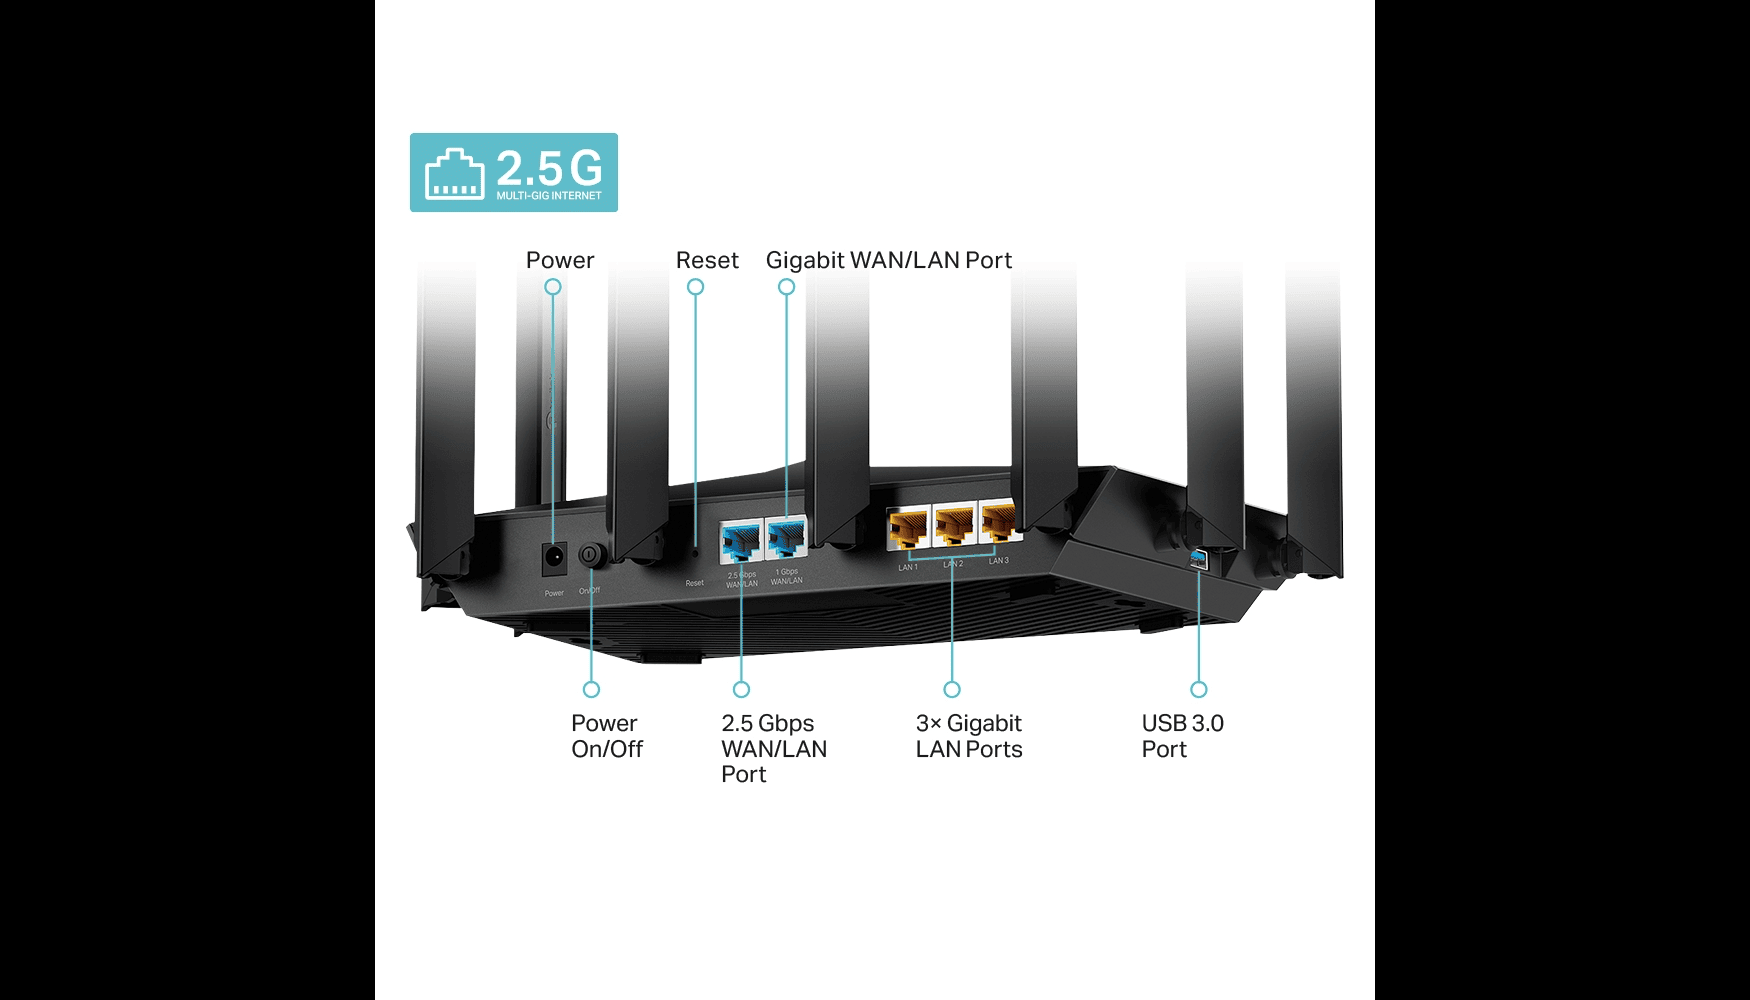 2.5G
MULTI-GIG INTERNET
Power
Reset
Gigabit WAN/LAN Port
Power
On/Off
Reset
2.5 Gbps
WAN/LAN
1 Gbps
WAN/LAN
LAN 1
LAN 2
LAN 3
Power
On/Off
2.5 Gbps
WAN/LAN
Port
3× Gigabit
LAN Ports
USB 3.0
Port